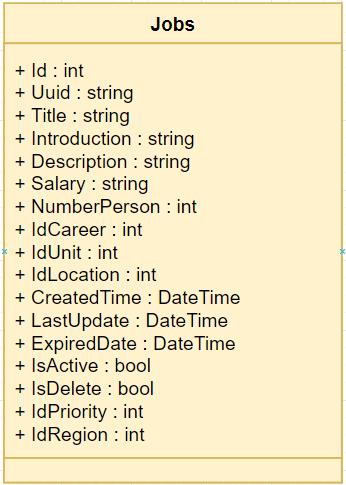 Jobs
+ Id : int
+ Uuid : string
+ Title : string
+ Introduction : string
+ Description : string
+ Salary : string
+ NumberPerson : int
+ IdCareer : int
+ IdUnit : int
+ IdLocation : int
+ CreatedTime : DateTime
+ LastUpdate : DateTime
+ ExpiredDate : DateTime
+ IsActive : bool
+ IsDelete : bool
+ IdPriority : int
+ IdRegion : int